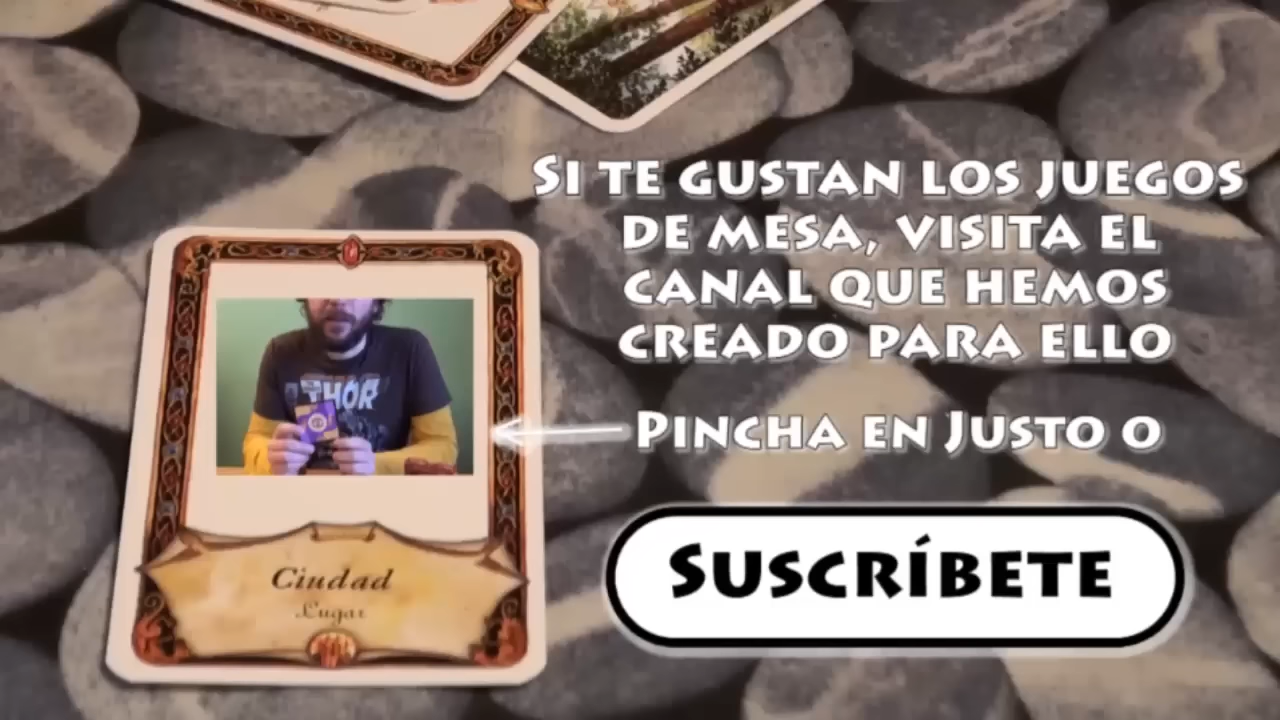 Si te gustan los juegos
de mesa, visita el
canal que hemos
creado para ello
Pincha en Justo o
Suscríbete
THOR
Ciudad
Lugar